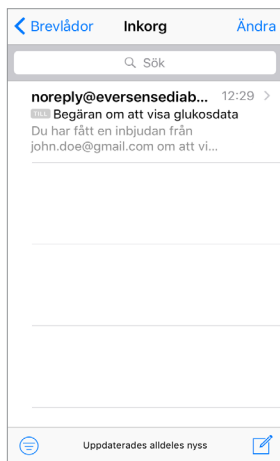 Brevlådor Inkorg Ändra
Sök
noreply@eversensediab... 12:29
TILL Begäran om att visa glukosdata
Du har fått en inbjudan från
john.doe@gmail.com om att vi...
Uppdaterades alldeles nyss